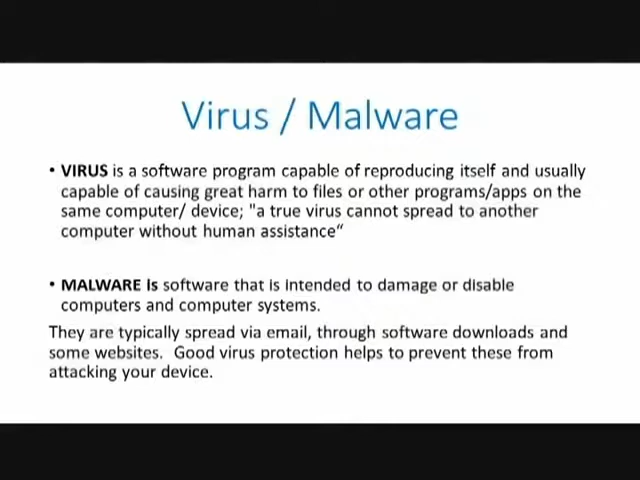 Virus / Malware
• VIRUS is a software program capable of reproducing itself and usually
capable of causing great harm to files or other programs/apps on the
same computer/ device; "a true virus cannot spread to another
computer without human assistance“
• MALWARE is software that is intended to damage or disable
computers and computer systems.
They are typically spread via email, through software downloads and
some websites.  Good virus protection helps to prevent these from
attacking your device.